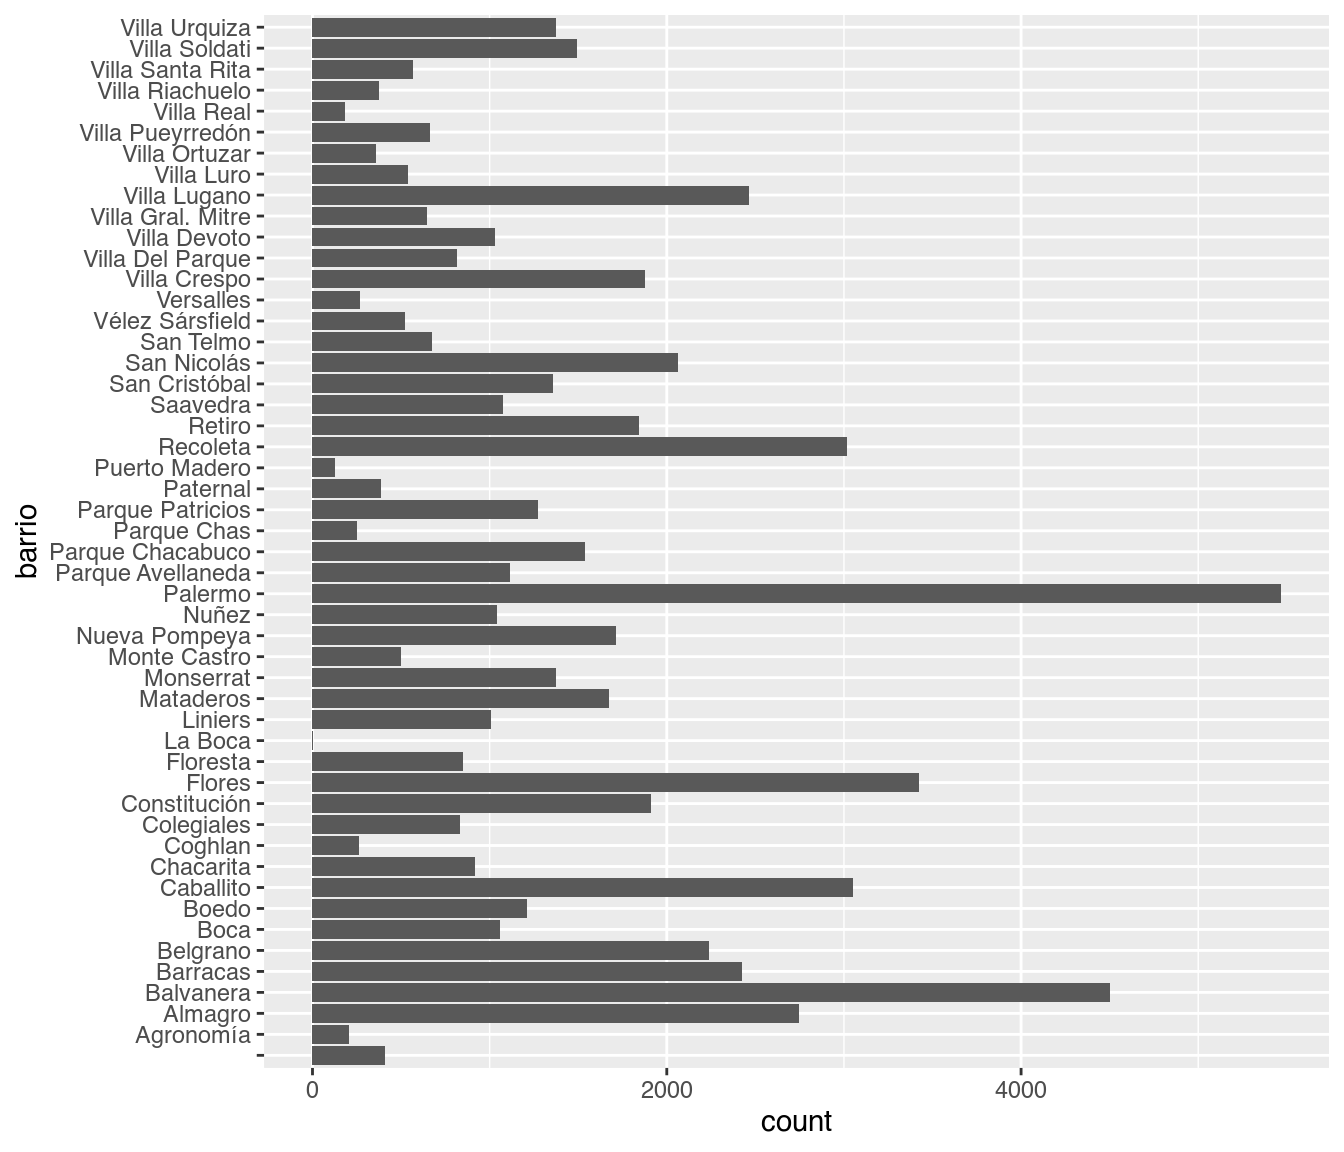 Villa Urquiza
Villa Soldati
Villa Santa Rita
Villa Riachuelo
Villa Real
Villa Pueyrredón
Villa Ortuzar
Villa Luro
Villa Lugano
Villa Gral. Mitre
Villa Devoto
Villa Del Parque
Villa Crespo
Versalles
Vélez Sársfield
San Telmo
San Nicolás
San Cristóbal
Saavedra
Retiro
Recoleta
Puerto Madero
Paternal
Parque Patricios
Parque Chas
Parque Chacabuco
Parque Avellaneda
Palermo
Nuñez
Nueva Pompeya
Monte Castro
Monserrat
Mataderos
Liniers
La Boca
Floresta
Flores
Constitución
Colegiales
Coghlan
Chacarita
Caballito
Boedo
Boca
Belgrano
Barracas
Balvanera
Almagro
Agronomía
barrio
0 2000 4000
count